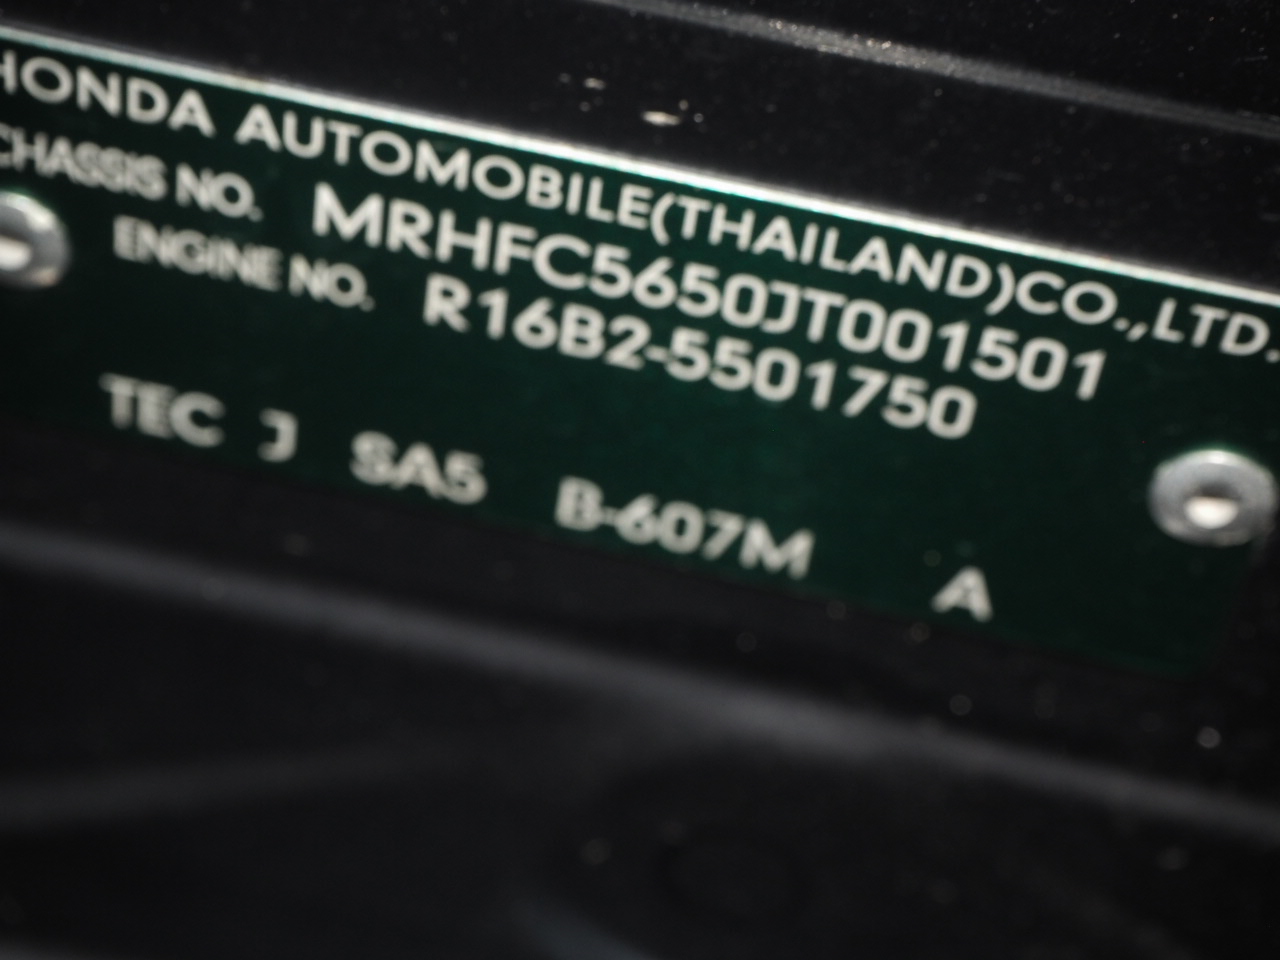 HONDA AUTOMOBILE(THAILAND)CO.,LTD.
CHASSIS NO. MRHFC5650JT001501
ENGINE NO. R16B2-5501750
TEC J SA5 B-607M A